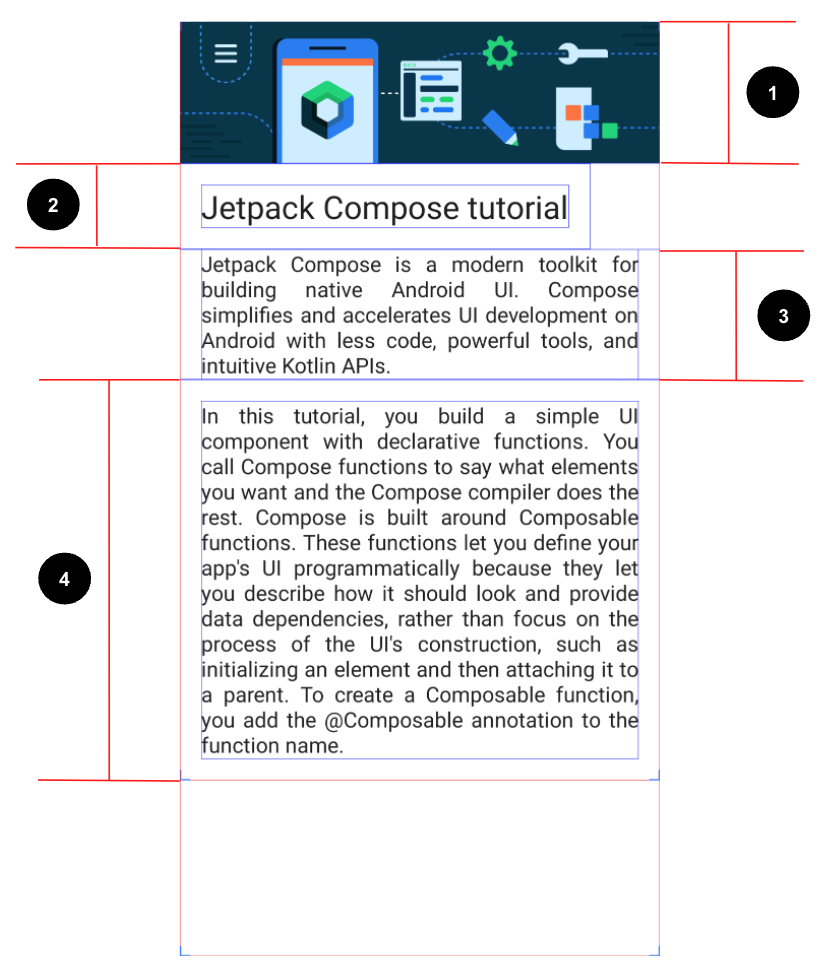 1
2
Jetpack Compose tutorial
Jetpack Compose is a modern toolkit for
building native Android UI. Compose
simplifies and accelerates UI development on
Android with less code, powerful tools, and
intuitive Kotlin APIs.
3
In this tutorial, you build a simple UI
component with declarative functions. You
call Compose functions to say what elements
you want and the Compose compiler does the
rest. Compose is built around Composable
functions. These functions let you define your
app's UI programmatically because they let
you describe how it should look and provide
data dependencies, rather than focus on the
process of the UI's construction, such as
initializing an element and then attaching it to
a parent. To create a Composable function,
you add the @Composable annotation to the
function name.
4